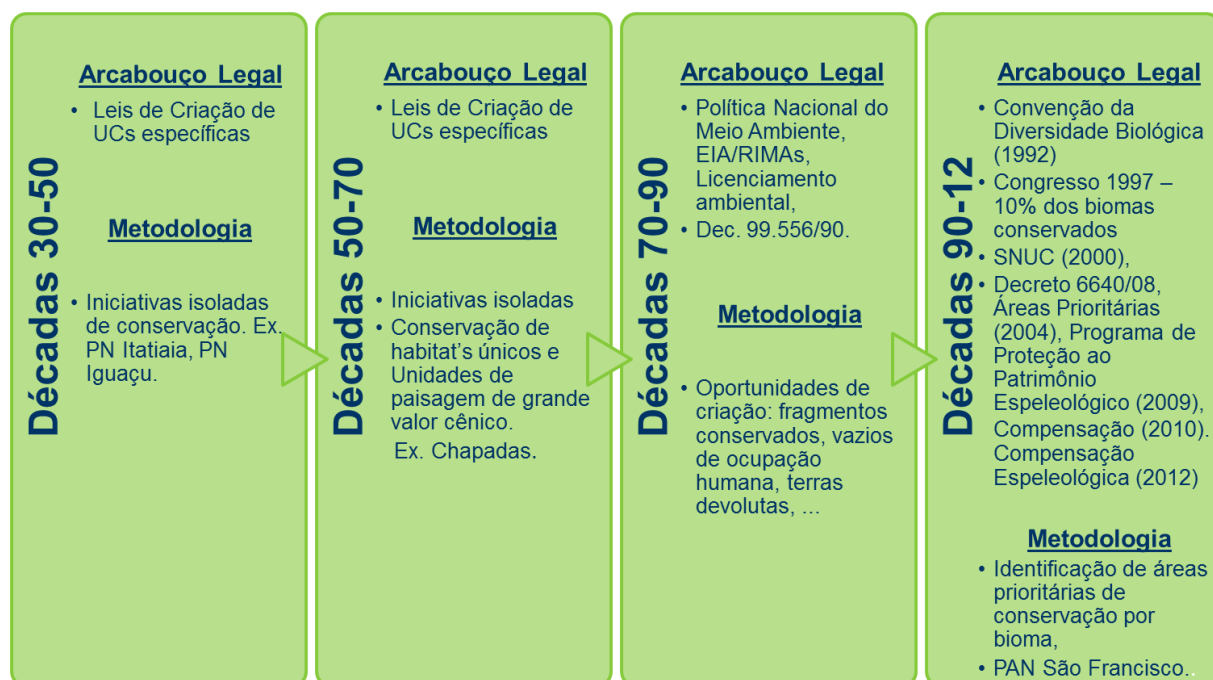 Décadas 30-50
Arcabouço Legal
• Leis de Criação de
UCs específicas
Metodologia
• Iniciativas isoladas
de conservação. Ex.
PN Itatiaia, PN
Iguaçu.
Décadas 50-70
Arcabouço Legal
• Leis de Criação de
UCs específicas
Metodologia
• Iniciativas isoladas
• Conservação de
habitat’s únicos e
Unidades de
paisagem de grande
valor cênico.
Ex. Chapadas.
Décadas 70-90
Arcabouço Legal
• Política Nacional do
Meio Ambiente,
EIA/RIMAs,
Licenciamento
ambiental,
• Dec. 99.556/90.
Metodologia
• Oportunidades de
criação: fragmentos
conservados, vazios
de ocupação
humana, terras
devolutas, ...
Décadas 90-12
Arcabouço Legal
• Convenção da
Diversidade Biológica
(1992)
• Congresso 1997 –
10% dos biomas
conservados
• SNUC (2000),
• Decreto 6640/08,
Áreas Prioritárias
(2004), Programa de
Proteção ao
Patrimônio
Espeleológico (2009),
Compensação (2010).
Compensação
Espeleológica (2012)
Metodologia
• Identificação de áreas
prioritárias de
conservação por
bioma,
• PAN São Francisco..